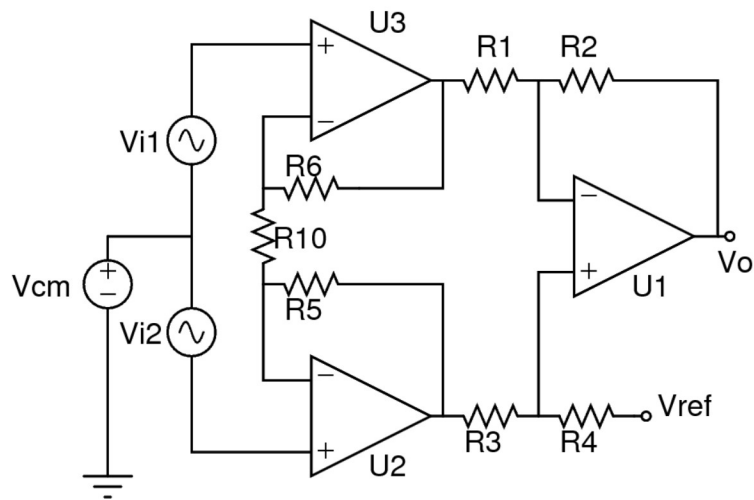 U3
R1
R2
+
Vi1
−
R6
−
R10
+
−
Vcm
Vo
+
R5
U1
Vi2
−
Vref
R3
R4
+
U2